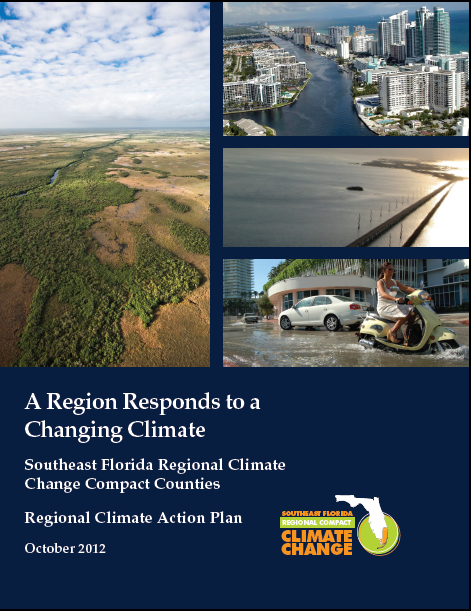 A Region Responds to a
Changing Climate
Southeast Florida Regional Climate
Change Compact Counties
Regional Climate Action Plan
October 2012
SOUTHEAST FLORIDA
REGIONAL COMPACT
CLIMATE
CHANGE